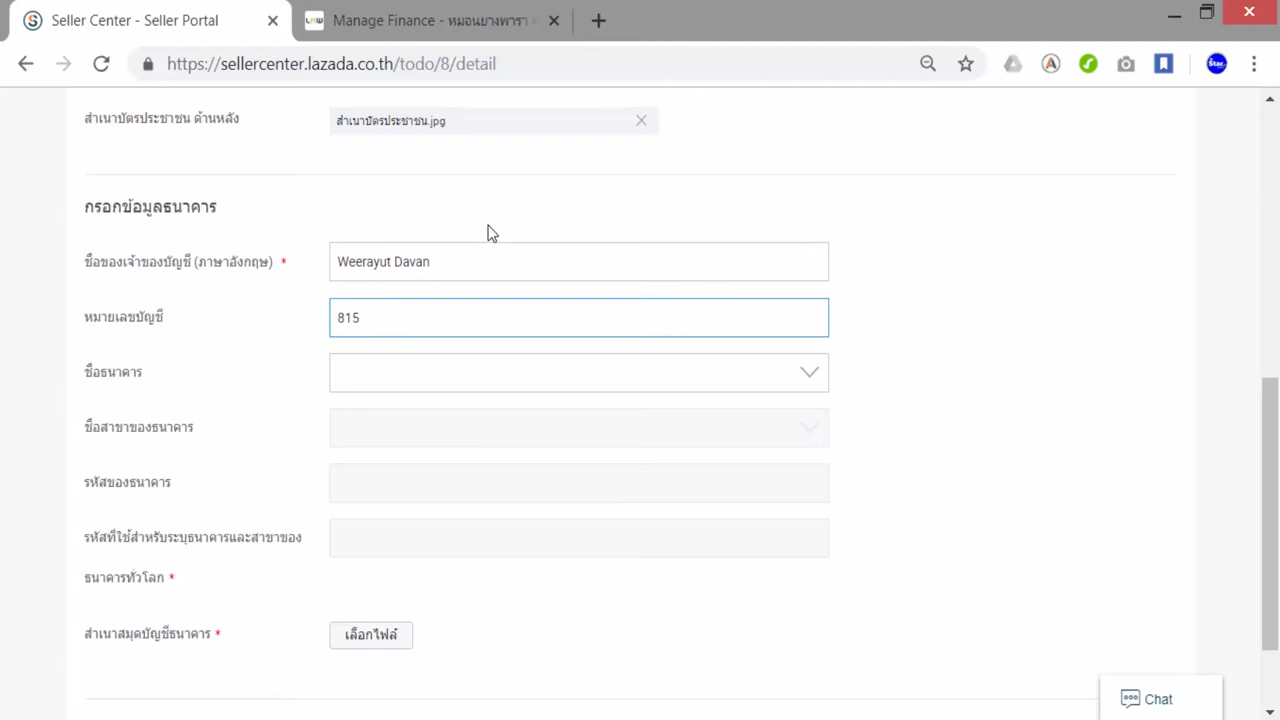 Seller Center - Seller Portal
Manage Finance - หมอนยางพารา
https://sellercenter.lazada.co.th/todo/8/detail
Star.
สำเนาบัตรประชาชน ด้านหลัง
สำเนาบัตรประชาชน.jpg
กรอกข้อมูลธนาคาร
ชื่อของเจ้าของบัญชี (ภาษาอังกฤษ) *
Weerayut Davan
หมายเลขบัญชี
815
ชื่อธนาคาร
ชื่อสาขาของธนาคาร
รหัสของธนาคาร
รหัสที่ใช้สำหรับระบุธนาคารและสาขาของ
ธนาคารทั่วโลก *
สำเนาสมุดบัญชีธนาคาร *
เลือกไฟล์
Chat